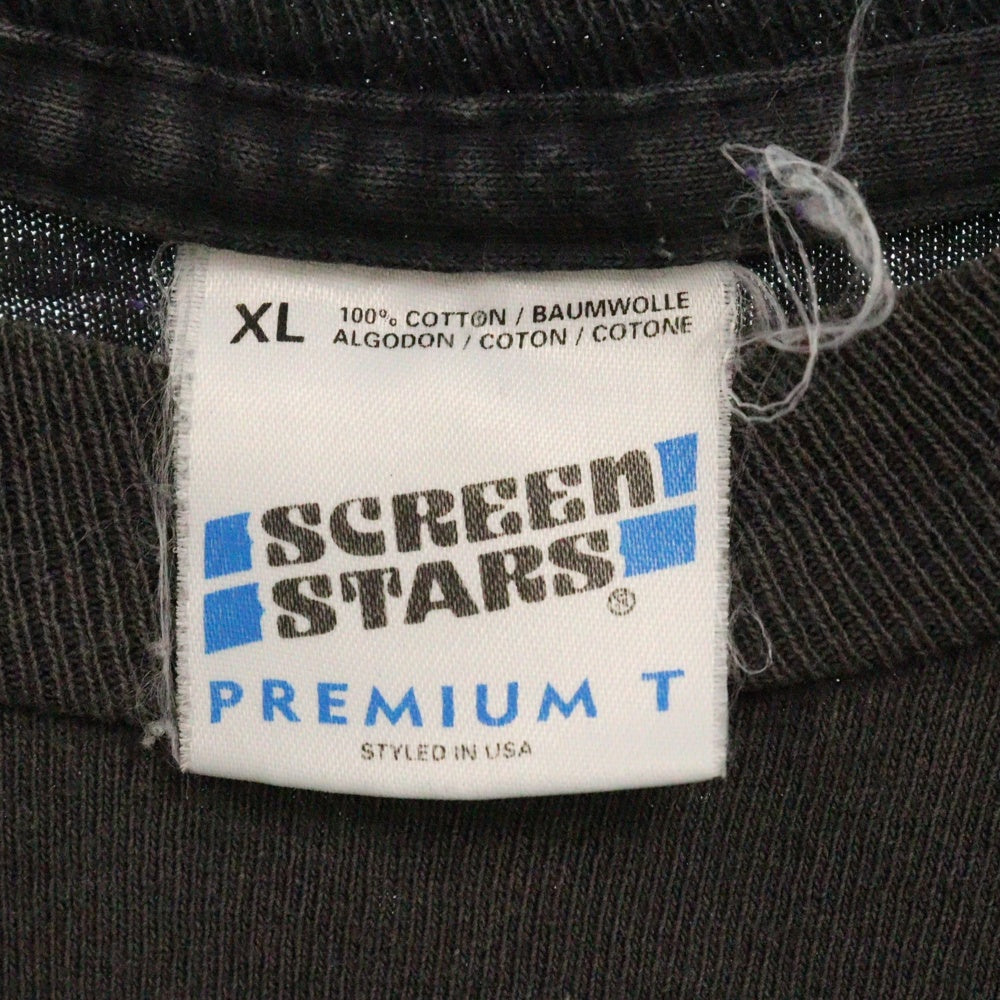 XL 100% COTTON / BAUMWOLLE
ALGODON / COTON / COTONE
SCREEN
STARS®
PREMIUM T
STYLED IN USA